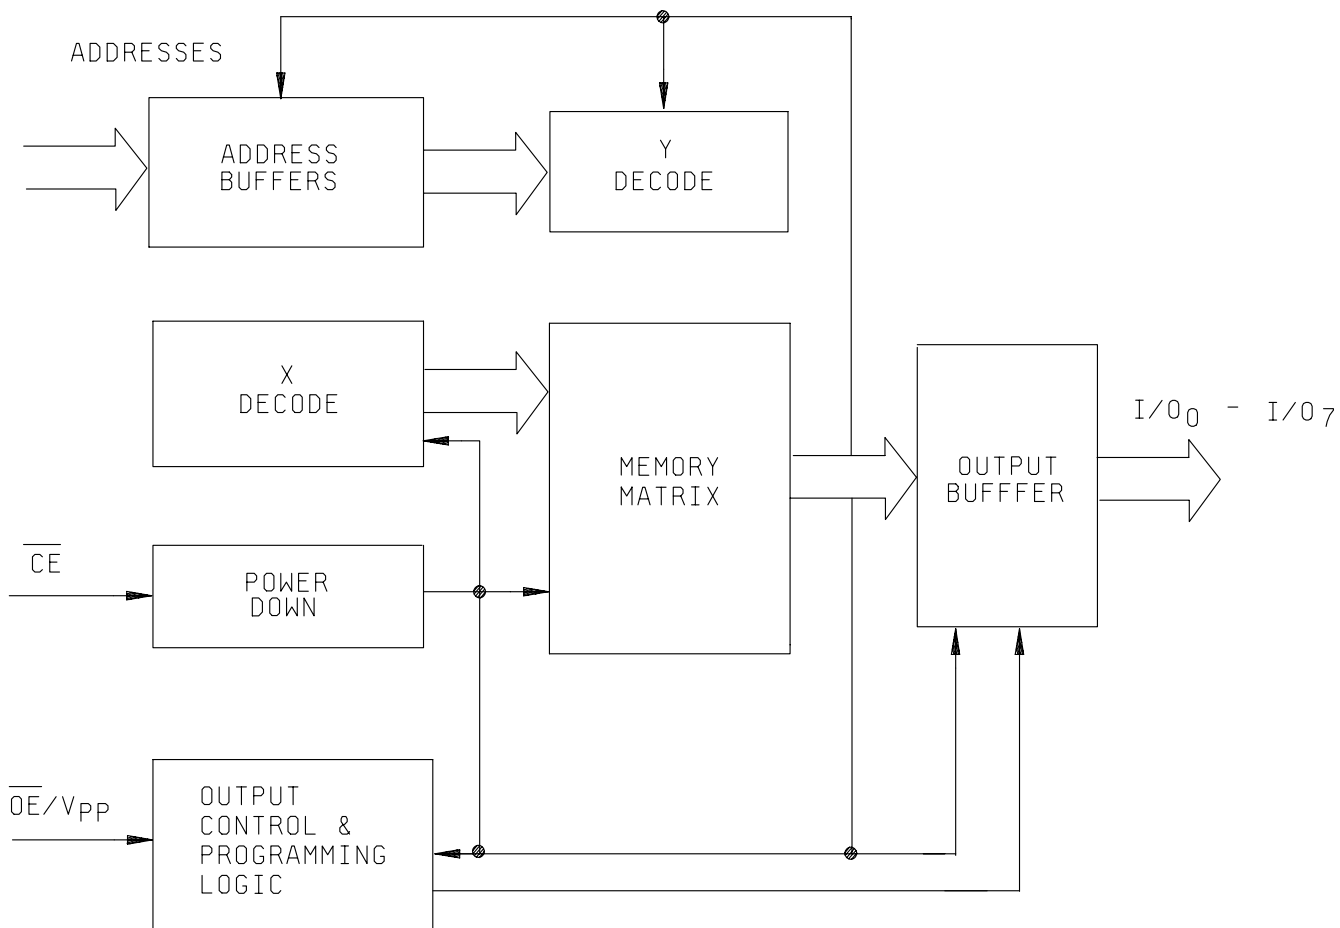 ADDRESSES
ADDRESS
BUFFERS
Y
DECODE
X
DECODE
MEMORY
MATRIX
OUTPUT
BUFFFER
I/O0 - I/O7
CE
POWER
DOWN
OE/VPP
OUTPUT
CONTROL &
PROGRAMMING
LOGIC